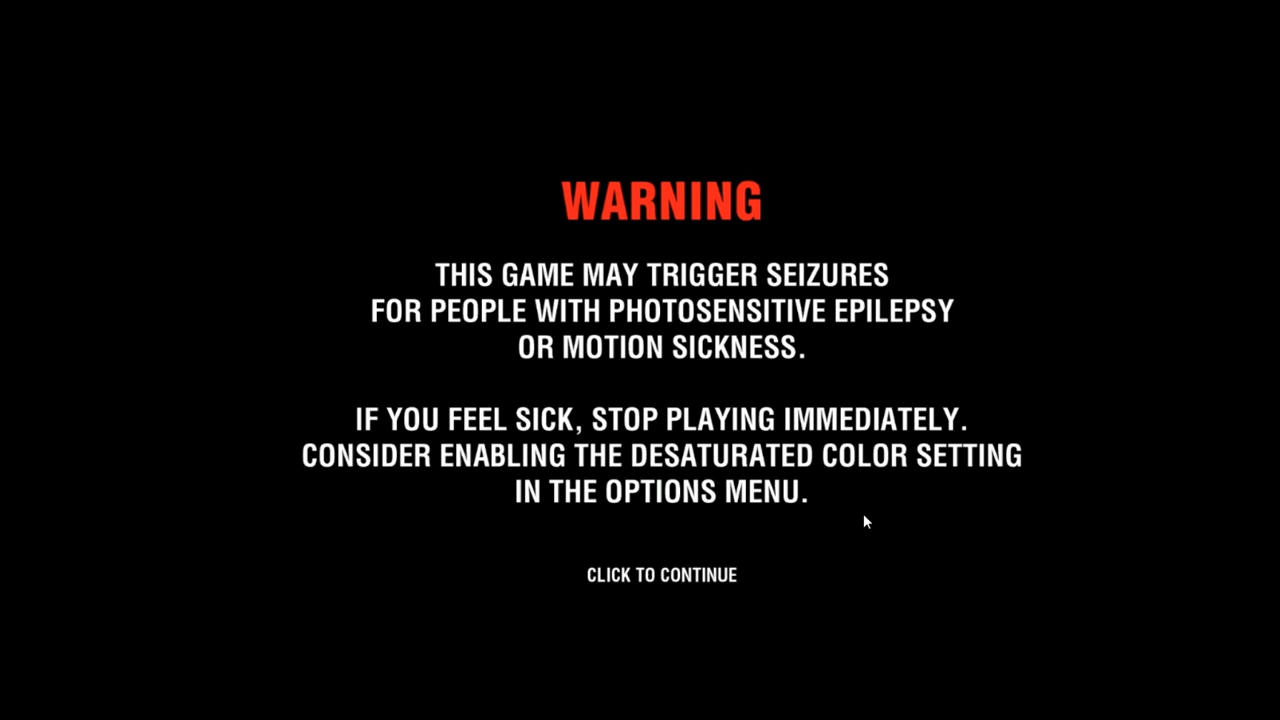 WARNING
THIS GAME MAY TRIGGER SEIZURES
FOR PEOPLE WITH PHOTOSENSITIVE EPILEPSY
OR MOTION SICKNESS.
IF YOU FEEL SICK, STOP PLAYING IMMEDIATELY.
CONSIDER ENABLING THE DESATURATED COLOR SETTING
IN THE OPTIONS MENU.
CLICK TO CONTINUE